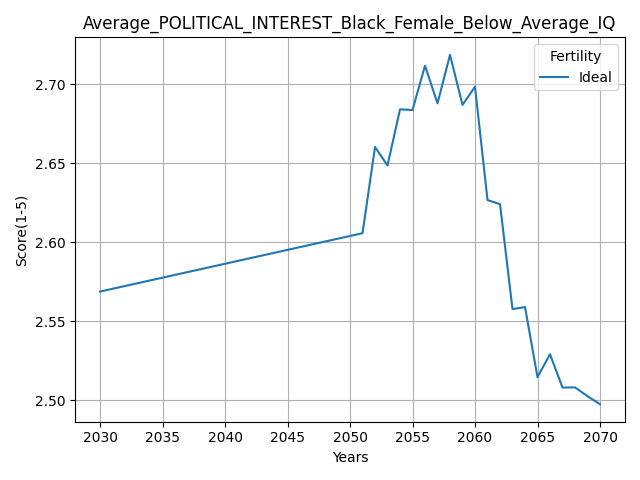 Average_POLITICAL_INTEREST_Black_Female_Below_Average_IQ
Fertility
Ideal
2.70
2.65
2.60
2.55
2.50
Score(1-5)
2030 2035 2040 2045 2050 2055 2060 2065 2070
Years